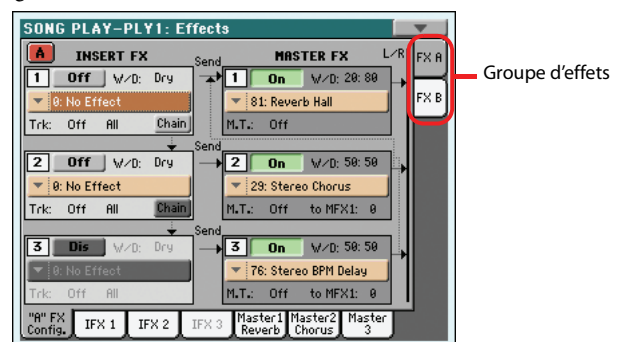 SONG PLAY-PLY1: Effects
A INSERT FX Send MASTER FX L/R FX A
1 Off W/D: Dry 1 On W/D: 20:80
Groupe d'effets
0: No Effect 81: Reverb Hall FX B
Trk: Off All Chain M.T.: Off
Send
2 Off W/D: Dry 2 On W/D: 50:50
0: No Effect 29: Stereo Chorus
Trk: Off All Chain M.T.: Off to MFX1: 0
Send
3 Dis W/D: Dry 3 On W/D: 50:50
0: No Effect 76: Stereo BPM Delay
Trk: Off All M.T.: Off to MFX1: 0
"A" FX Config. IFX 1 IFX 2 IFX 3 Master1 Reverb Master2 Chorus Master 3